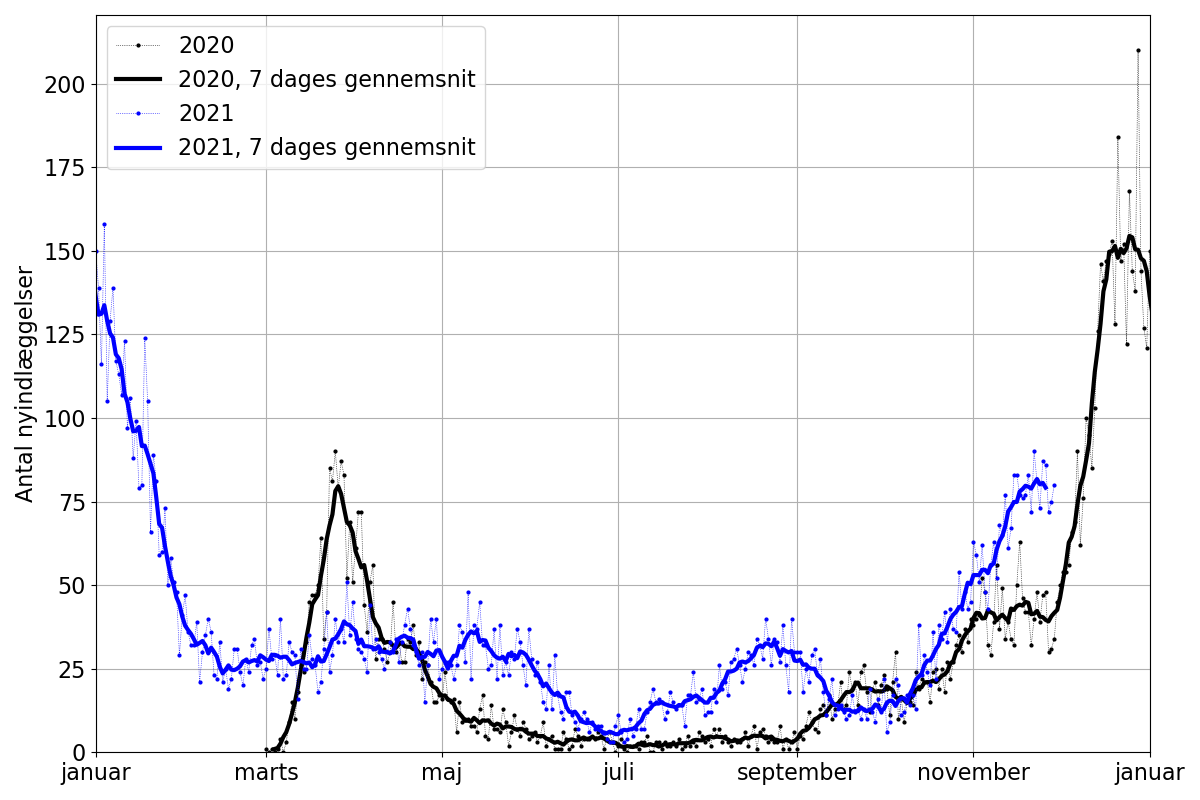 2020
2020, 7 dages gennemsnit
2021
2021, 7 dages gennemsnit
Antal nyindlæggelser
200
175
150
125
100
75
50
25
0
januar marts maj juli september november januar